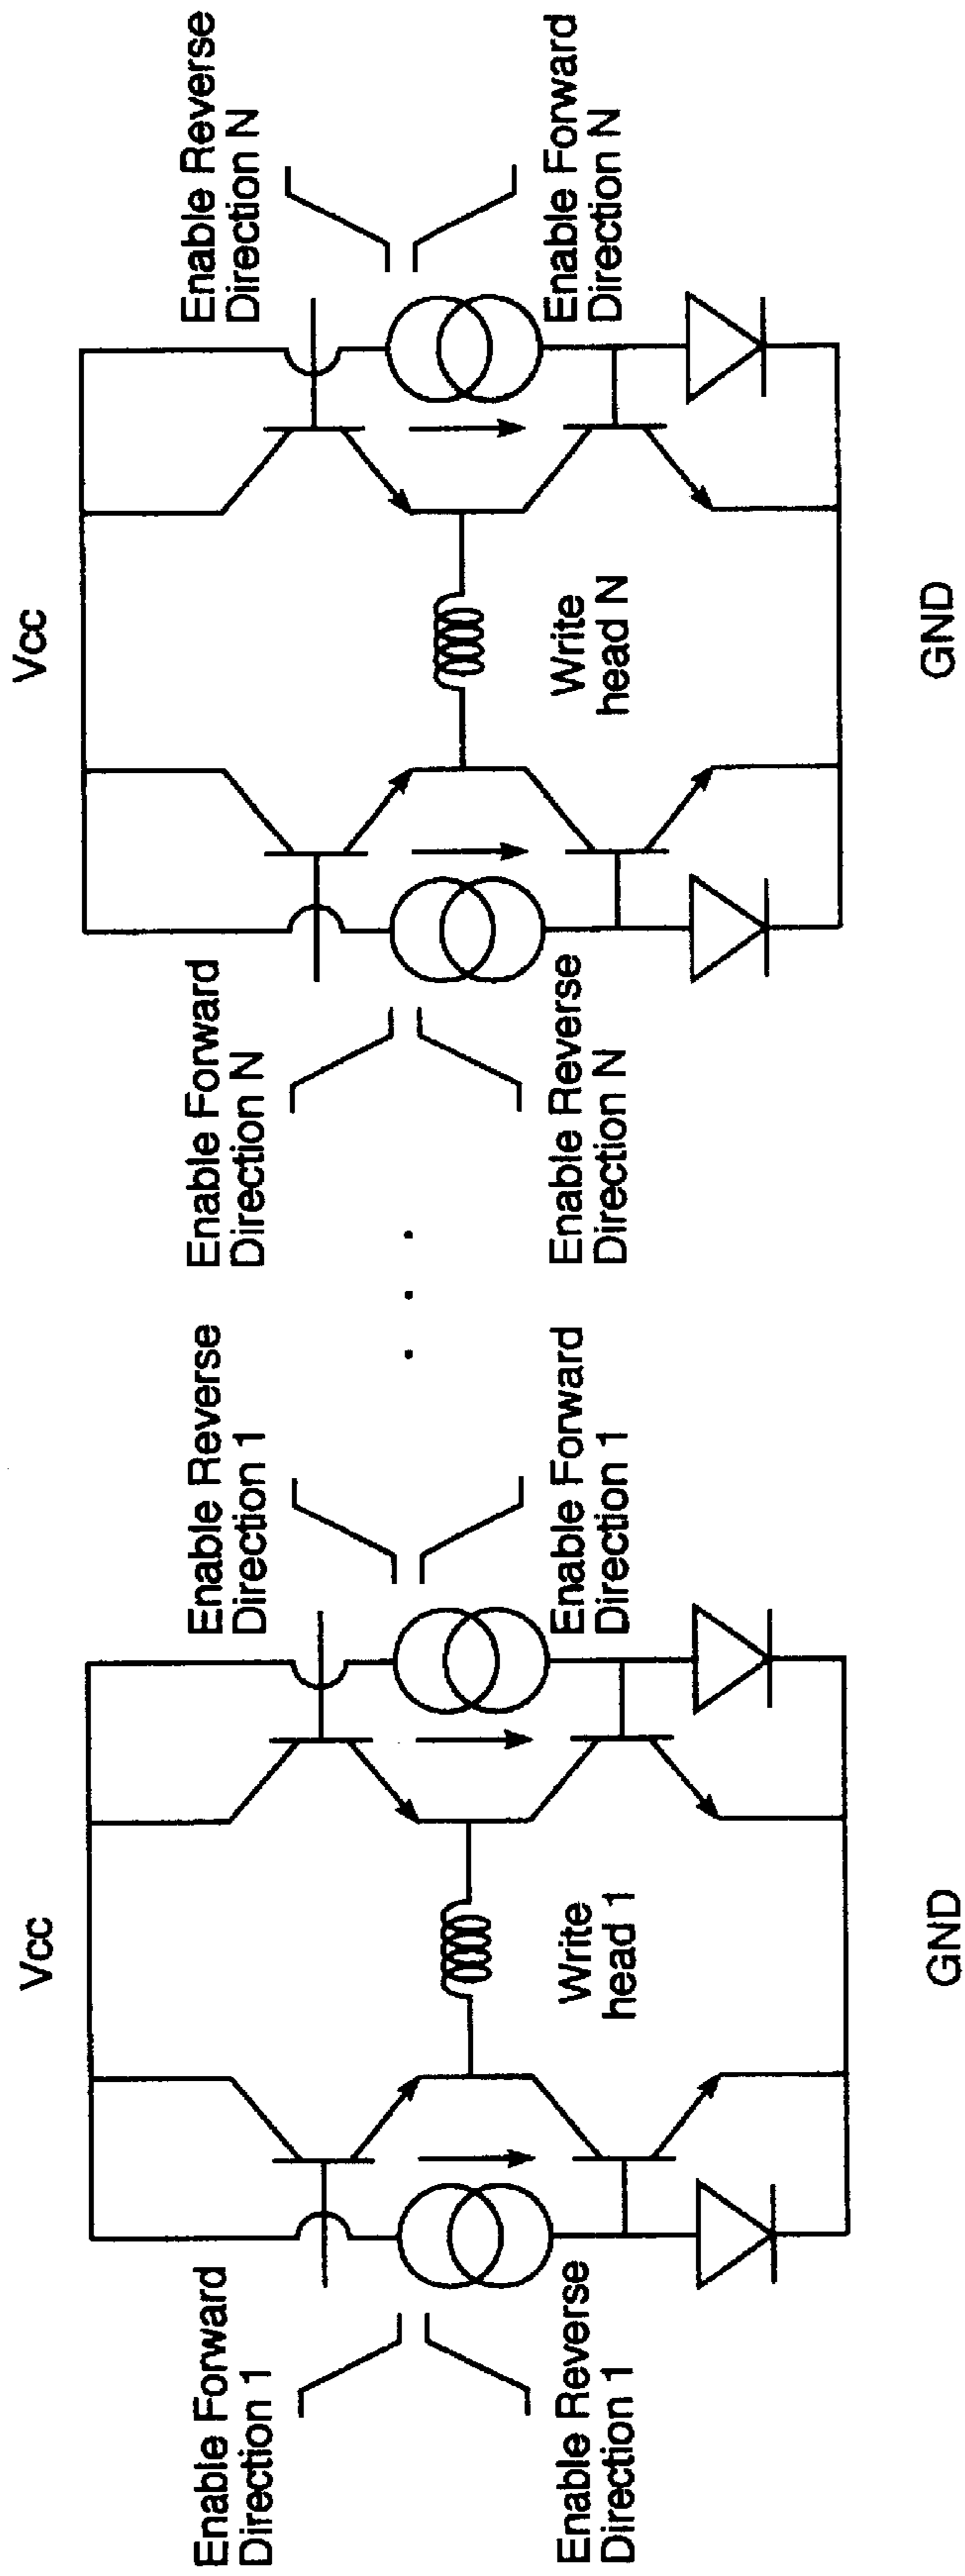 Vcc
Vcc
Enable Forward
Direction 1
Enable Reverse
Direction 1
Enable Forward
Direction N
Enable Reverse
Direction N
. . .
Enable Reverse
Direction 1
Write
head 1
Enable Forward
Direction 1
Enable Reverse
Direction N
Write
head N
Enable Forward
Direction N
GND
GND